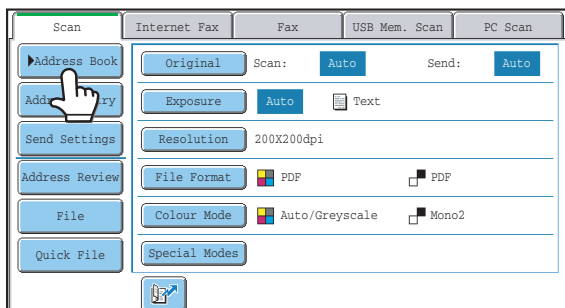 Scan
Internet Fax
Fax
USB Mem. Scan
PC Scan
Address Book
Original
Scan:
Auto
Send:
Auto
Exposure
Auto
Text
Send Settings
Resolution
200X200dpi
Address Review
File Format
PDF
PDF
File
Colour Mode
Auto/Greyscale
Mono2
Quick File
Special Modes